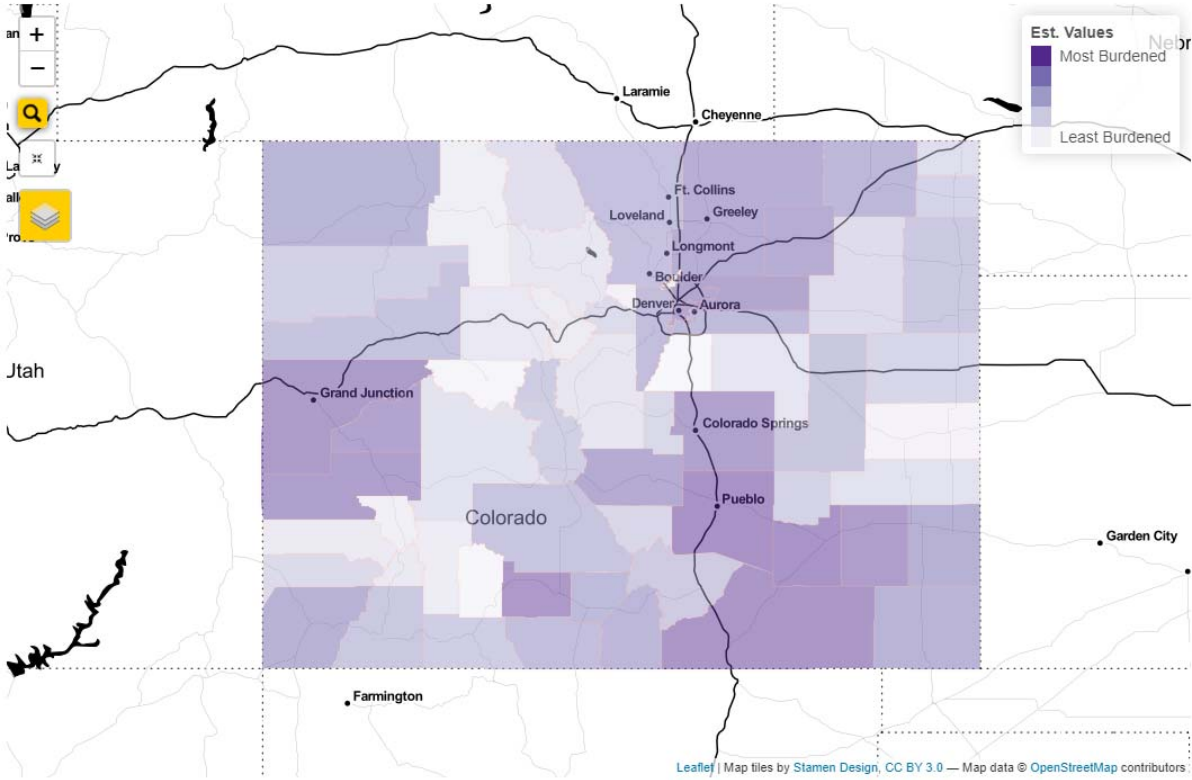 +
Est. Values
Most Burdened
Least Burdened
−
Laramie
Cheyenne
Ft. Collins
Loveland
Greeley
Longmont
Boulder
Denver
Aurora
Grand Junction
Colorado Springs
Pueblo
Colorado
Garden City
Farmington
Leaflet | Map tiles by Stamen Design, CC BY 3.0 — Map data © OpenStreetMap contributors